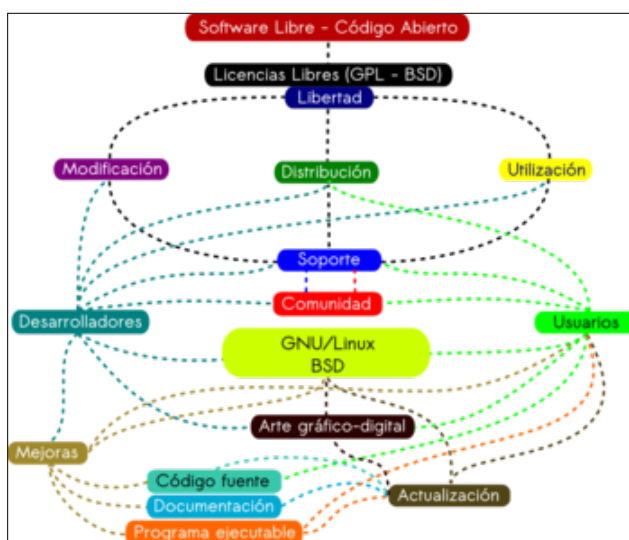 Software Libre - Código Abierto
Licencias Libres (GPL - BSD)
Libertad
Modificación
Distribución
Utilización
Soporte
Comunidad
Desarrolladores
Usuarios
GNU/Linux
BSD
Arte gráfico-digital
Mejoras
Código fuente
Actualización
Documentación
Programa ejecutable